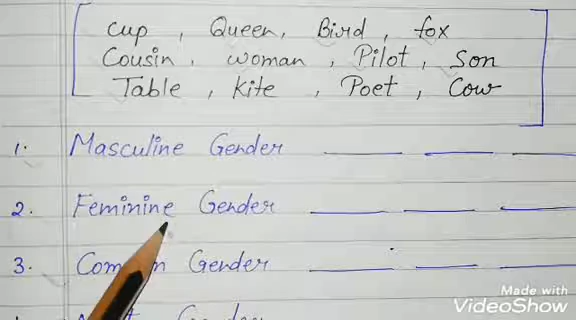 cup , Queen, Bird , fox
Cousin , woman , Pilot , Son
Table , kite , Poet , Cow
1. Masculine Gender
2. Feminine Gender
3. Gender
Gender
Made with
VideoShow